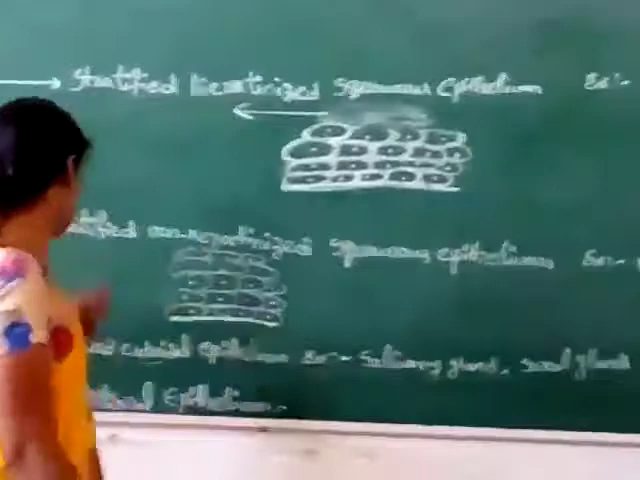 Stratified keratinized squamous epithelium Ex:-
non-keratinized squamous epithelium Ex:-
cuboidal epithelium Ex:- Salivary gland, sweat glands
Epithelium.